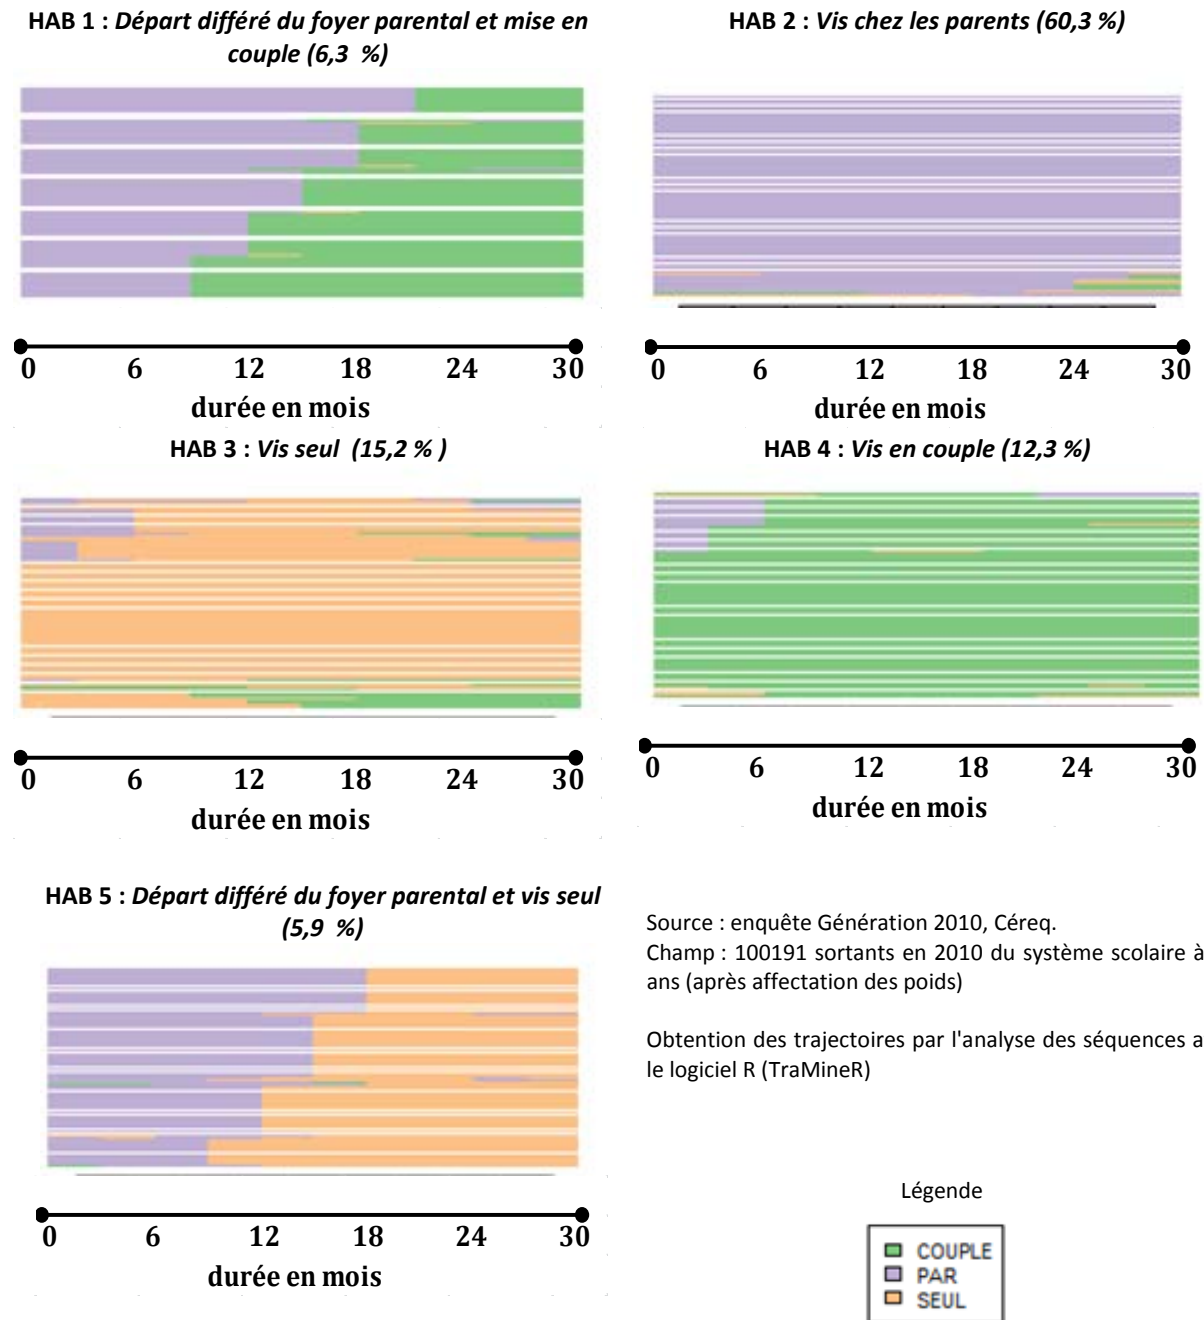 HAB 1 : Départ différé du foyer parental et mise en
couple (6,3 %)
HAB 2 : Vis chez les parents (60,3 %)
0 6 12 18 24 30
durée en mois
0 6 12 18 24 30
durée en mois
HAB 3 : Vis seul (15,2 % )
HAB 4 : Vis en couple (12,3 %)
0 6 12 18 24 30
durée en mois
0 6 12 18 24 30
durée en mois
HAB 5 : Départ différé du foyer parental et vis seul
(5,9 %)
0 6 12 18 24 30
durée en mois
Source : enquête Génération 2010, Céreq.
Champ : 100191 sortants en 2010 du système scolaire à
ans (après affectation des poids)
Obtention des trajectoires par l'analyse des séquences a
le logiciel R (TraMineR)
Légende
COUPLE
PAR
SEUL